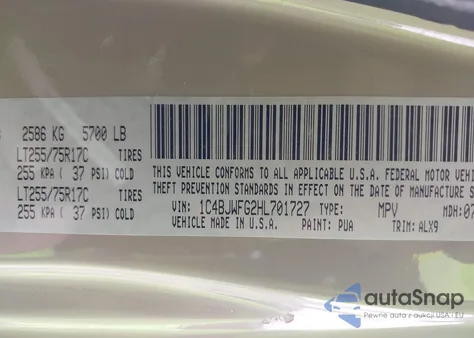 2586 KG 5700 LB
LT255/75R17C TIRES
255 KPA ( 37 PSI) COLD
LT255/75R17C TIRES
255 KPA ( 37 PSI) COLD
THIS VEHICLE CONFORMS TO ALL APPLICABLE U.S.A. FEDERAL MOTOR
THEFT PREVENTION STANDARDS IN EFFECT ON THE DATE OF MANUFACTURE
VIN: 1C4BJWFG2HL701727 TYPE: MPV MDH:07
VEHICLE MADE IN U.S.A. PAINT: PUA TRIM: ALX9
autoSnap
Pewne auta z aukcji USA i EU